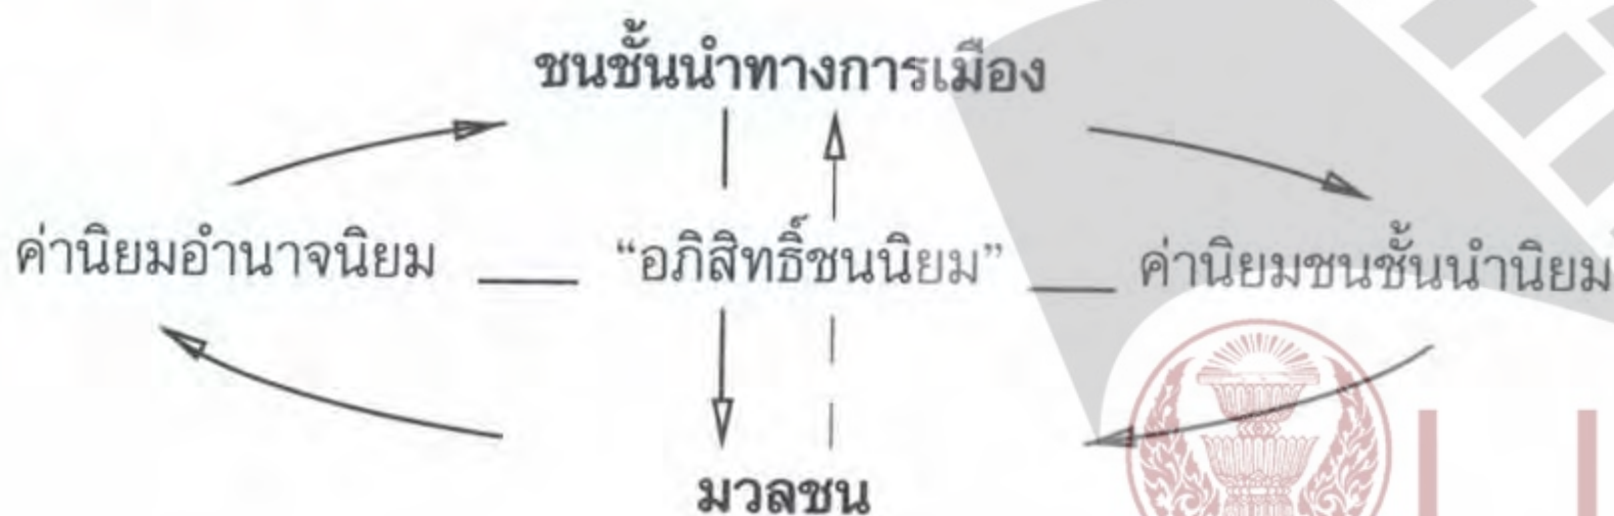 ชนชั้นนำทางการเมือง
ค่านิยมอำนาจนิยม “อภิสิทธิ์ชนนิยม” ค่านิยมชนชั้นนำนิยม
มวลชน